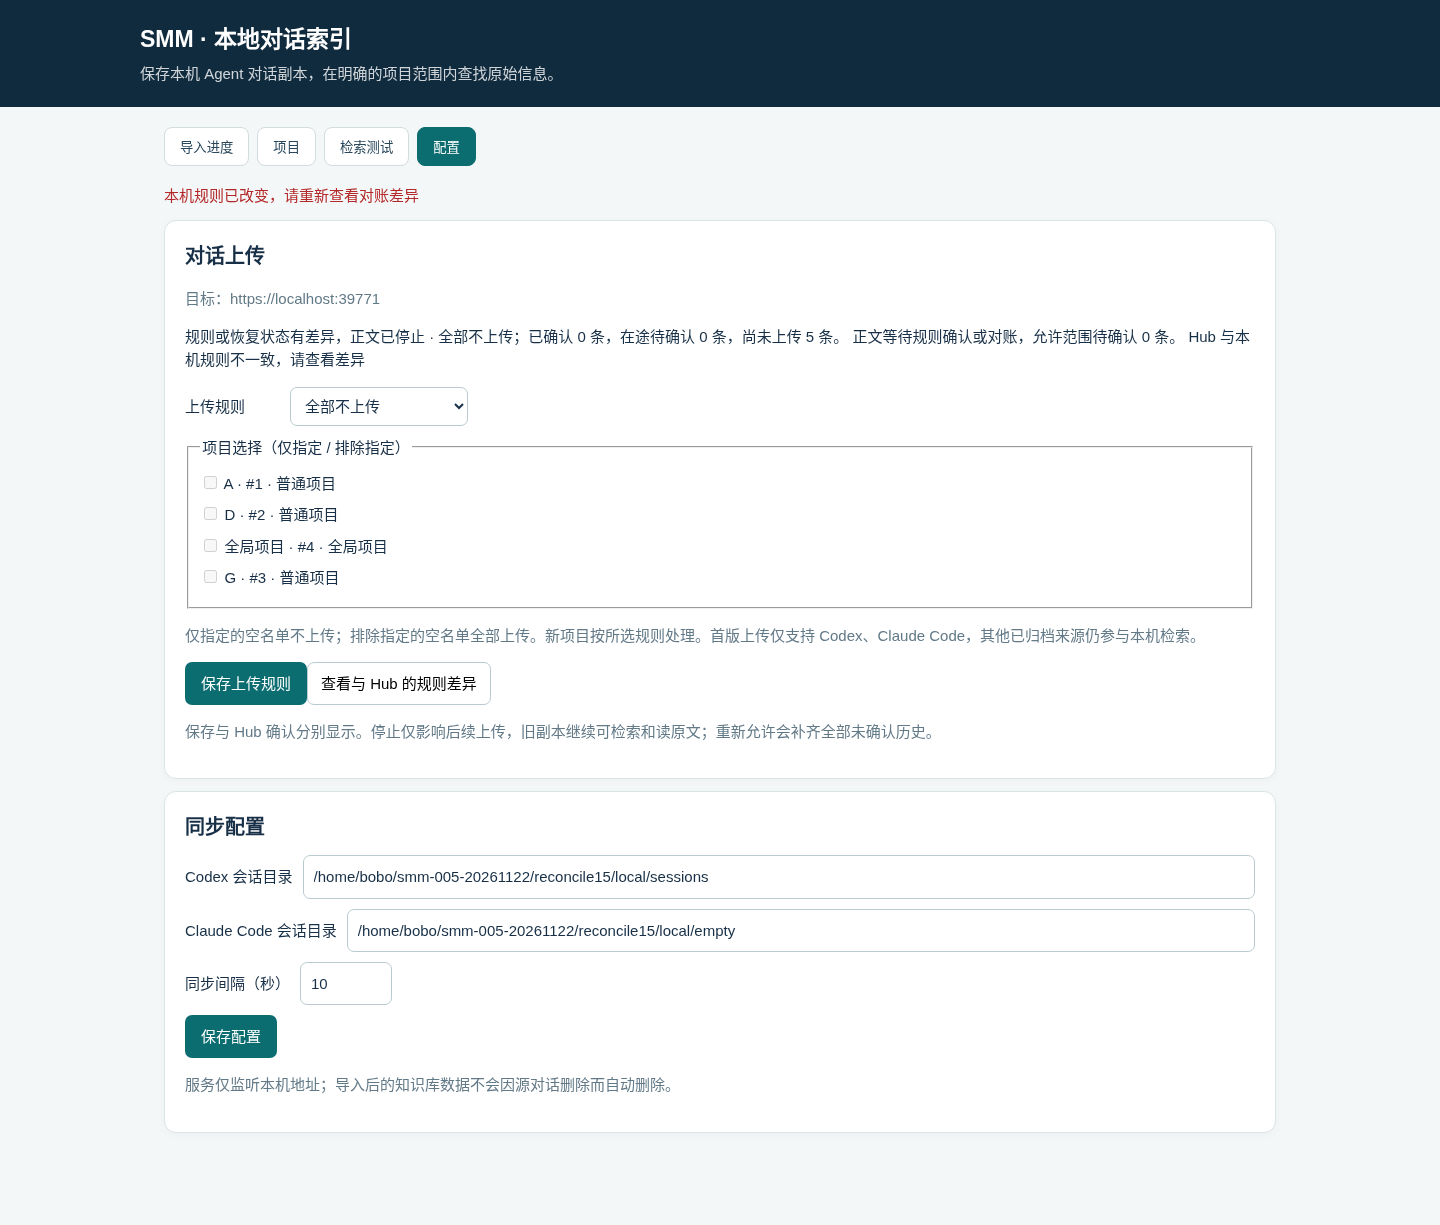 SMM · 本地对话索引
保存本机 Agent 对话副本，在明确的项目范围内查找原始信息。
导入进度 项目 检索测试 配置
本机规则已改变，请重新查看对账差异
对话上传
目标：https://localhost:39771
规则或恢复状态有差异，正文已停止 · 全部不上传；已确认 0 条，在途待确认 0 条，尚未上传 5 条。 正文等待规则确认或对账，允许范围待确认 0 条。 Hub 与本
机规则不一致，请查看差异
上传规则 全部不上传
项目选择（仅指定 / 排除指定）
A · #1 · 普通项目
D · #2 · 普通项目
全局项目 · #4 · 全局项目
G · #3 · 普通项目
仅指定的空名单不上传；排除指定的空名单全部上传。新项目按所选规则处理。首版上传仅支持 Codex、Claude Code，其他已归档来源仍参与本机检索。
保存上传规则 查看与 Hub 的规则差异
保存与 Hub 确认分别显示。停止仅影响后续上传，旧副本继续可检索和读原文；重新允许会补齐全部未确认历史。
同步配置
Codex 会话目录 /home/bobo/smm-005-20261122/reconcile15/local/sessions
Claude Code 会话目录 /home/bobo/smm-005-20261122/reconcile15/local/empty
同步间隔（秒） 10
保存配置
服务仅监听本机地址；导入后的知识库数据不会因源对话删除而自动删除。